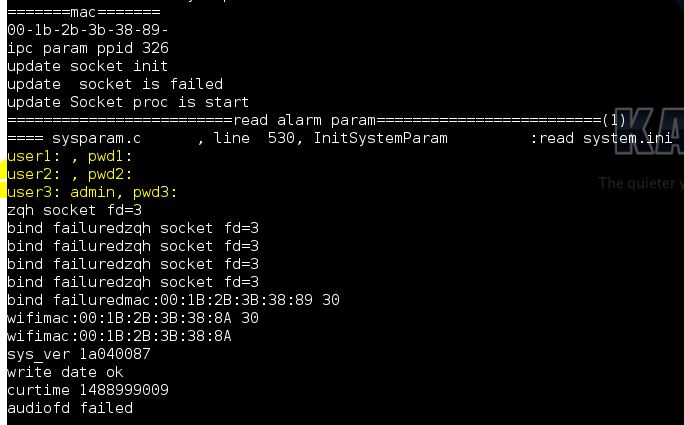 =======mac=======
00-1b-2b-3b-38-89-
ipc param ppid 326
update socket init
update  socket is failed
update Socket proc is start
=========================read alarm param=========================(1)
==== sysparam.c      , line  530, InitSystemParam         :read system.ini
user1: , pwd1:
user2: , pwd2:
user3: admin, pwd3:
zqh socket fd=3
bind failuredzqh socket fd=3
bind failuredzqh socket fd=3
bind failuredzqh socket fd=3
bind failuredzqh socket fd=3
bind failuredmac:00:1B:2B:3B:38:89 30
wifimac:00:1B:2B:3B:38:8A 30
wifimac:00:1B:2B:3B:38:8A
sys_ver 1a040087
write date ok
curtime 1488999009
audiofd failed
KA
The quieter y